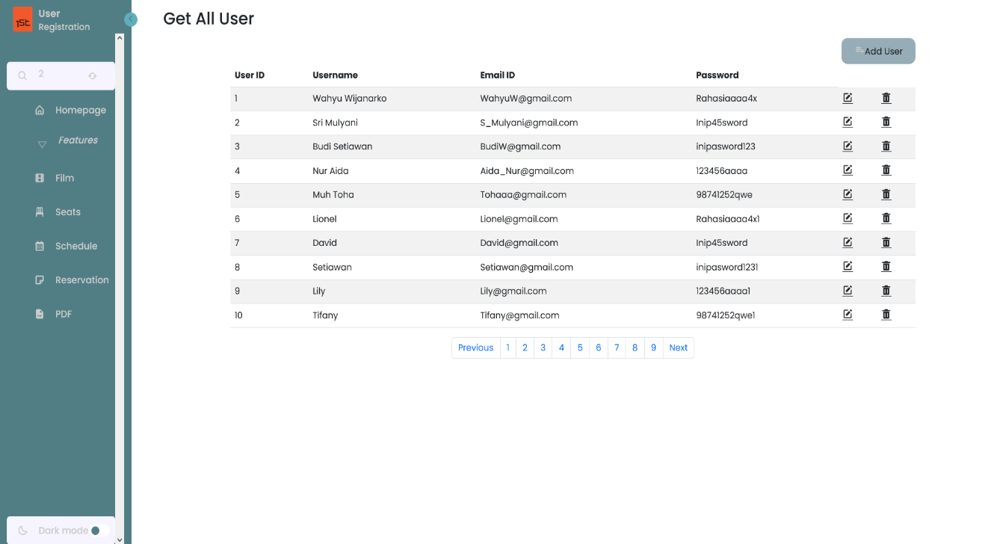 1st
User
Registration
2
Homepage
Features
Film
Seats
Schedule
Reservation
PDF
Dark mode
Get All User
Add User
User ID Username Email ID Password
1 Wahyu Wijanarko WahyuW@gmail.com Rahasiaaaa4x
2 Sri Mulyani S_Mulyani@gmail.com Inip45sword
3 Budi Setiawan BudiW@gmail.com inipasword123
4 Nur Aida Aida_Nur@gmail.com 123456aaaa
5 Muh Toha Tohaaa@gmail.com 98741252qwe
6 Lionel Lionel@gmail.com Rahasiaaaa4x1
7 David David@gmail.com Inip45sword
8 Setiawan Setiawan@gmail.com inipasword1231
9 Lily Lily@gmail.com 123456aaaa1
10 Tifany Tifany@gmail.com 98741252qwe1
Previous 1 2 3 4 5 6 7 8 9 Next